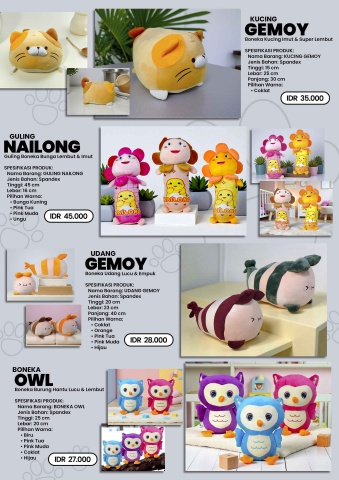 KUCING
GEMOY
Boneka Kucing Imut & Super Lembut
SPESIFIKASI PRODUK:
Nama Barang: KUCING GEMOY
Jenis Bahan: Spandex
Tinggi: 15 cm
Lebar: 25 cm
Panjang: 30 cm
Pilihan Warna:
• Coklat
IDR 35.000
GULING
NAILONG
Guling Boneka Bunga Lembut & Imut
SPESIFIKASI PRODUK:
Nama Barang: GULING NAILONG
Jenis Bahan: Spandex
Tinggi: 45 cm
Lebar: 16 cm
Pilihan Warna:
• Bunga Kuning
• Pink Tua
• Pink Muda
• Ungu
IDR 45.000
NAILONG
NAILONG
NAILONG
UDANG
GEMOY
Boneka Udang Lucu & Empuk
SPESIFIKASI PRODUK:
Nama Barang: UDANG GEMOY
Jenis Bahan: Spandex
Tinggi: 20 cm
Lebar: 23 cm
Panjang: 40 cm
Pilihan Warna:
• Coklat
• Orange
• Pink Tua
• Pink Muda
• Hijau
IDR 28.000
BONEKA
OWL
Boneka Burung Hantu Lucu & Lembut
SPESIFIKASI PRODUK:
Nama Barang: BONEKA OWL
Jenis Bahan: Spandex
Tinggi: 25 cm
Lebar: 20 cm
Pilihan Warna:
• Biru
• Pink Tua
• Pink Muda
• Coklat
• Hijau
IDR 27.000